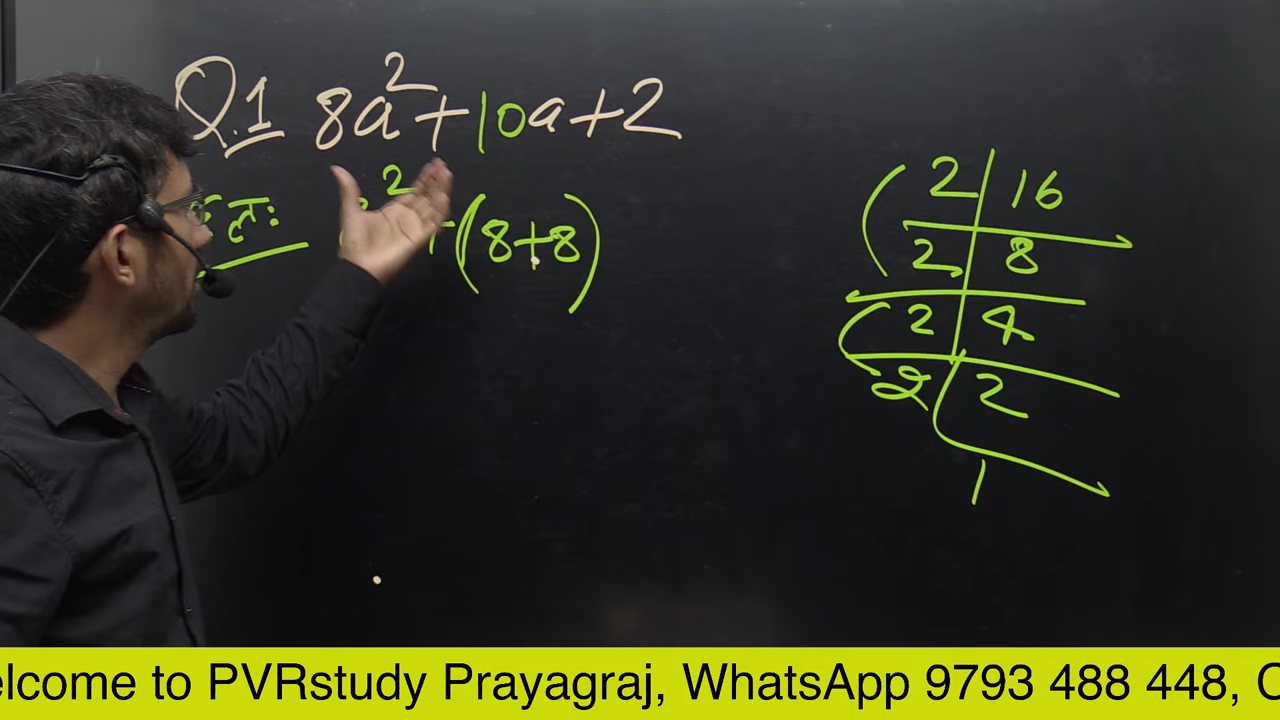 Q.1 8a²+10a+2
² +(8+8)
2 | 16
2 | 8
2 | 4
2 | 2
1
elcome to PVRstudy Prayagraj, WhatsApp 9793 488 448, C